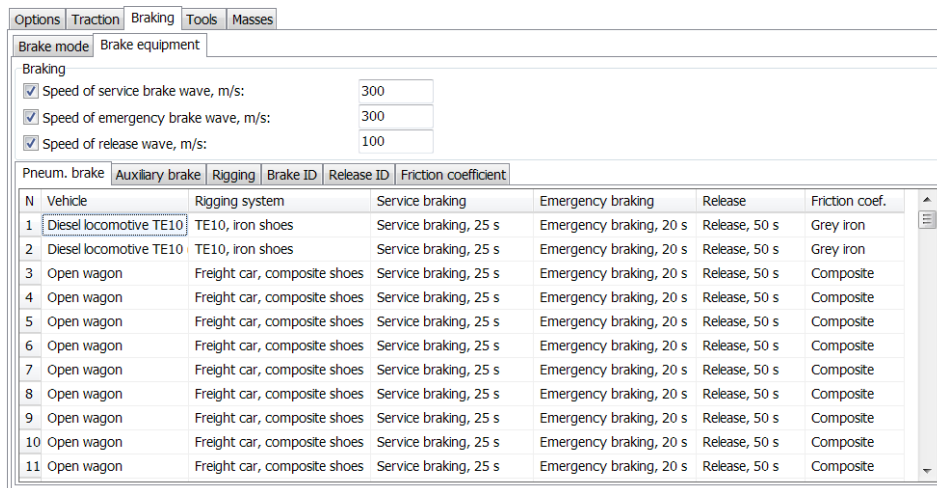 Options Traction Braking Tools Masses
Brake mode Brake equipment
Braking
Speed of service brake wave, m/s: 300
Speed of emergency brake wave, m/s: 300
Speed of release wave, m/s: 100
Pneum. brake Auxiliary brake Rigging Brake ID Release ID Friction coefficient
N Vehicle Rigging system Service braking Emergency braking Release Friction coef.
1 Diesel locomotive TE10 TE10, iron shoes Service braking, 25 s Emergency braking, 20 s Release, 50 s Grey iron
2 Diesel locomotive TE10 TE10, iron shoes Service braking, 25 s Emergency braking, 20 s Release, 50 s Grey iron
3 Open wagon Freight car, composite shoes Service braking, 25 s Emergency braking, 20 s Release, 50 s Composite
4 Open wagon Freight car, composite shoes Service braking, 25 s Emergency braking, 20 s Release, 50 s Composite
5 Open wagon Freight car, composite shoes Service braking, 25 s Emergency braking, 20 s Release, 50 s Composite
6 Open wagon Freight car, composite shoes Service braking, 25 s Emergency braking, 20 s Release, 50 s Composite
7 Open wagon Freight car, composite shoes Service braking, 25 s Emergency braking, 20 s Release, 50 s Composite
8 Open wagon Freight car, composite shoes Service braking, 25 s Emergency braking, 20 s Release, 50 s Composite
9 Open wagon Freight car, composite shoes Service braking, 25 s Emergency braking, 20 s Release, 50 s Composite
10 Open wagon Freight car, composite shoes Service braking, 25 s Emergency braking, 20 s Release, 50 s Composite
11 Open wagon Freight car, composite shoes Service braking, 25 s Emergency braking, 20 s Release, 50 s Composite